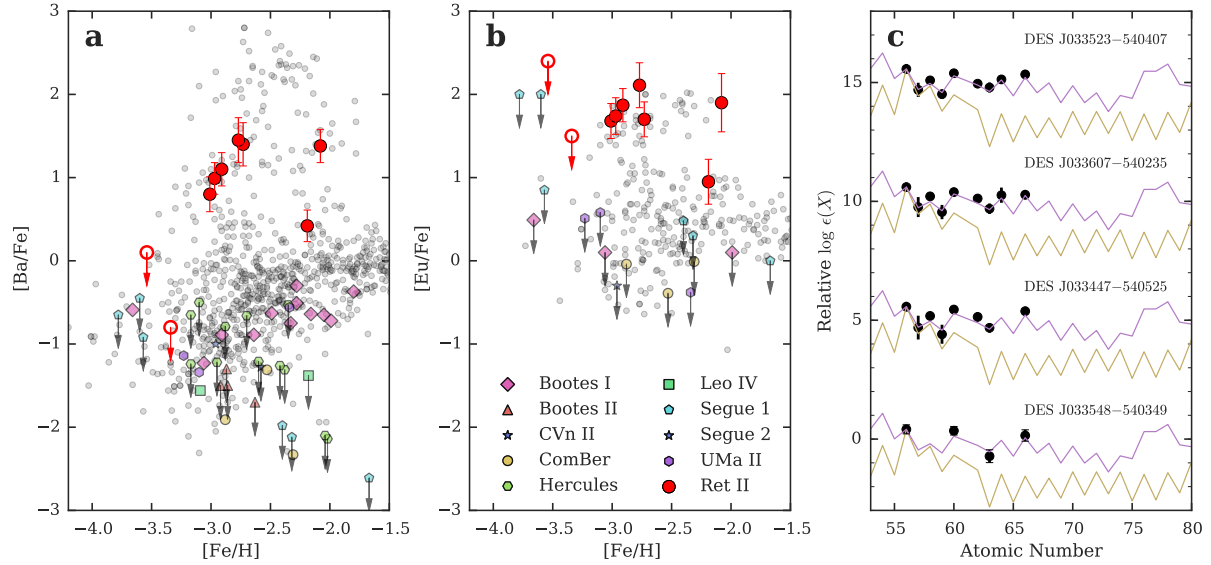 a
[Ba/Fe]
3
2
1
0
−1
−2
−3
−4.0 −3.5 −3.0 −2.5 −2.0 −1.5
[Fe/H]
b
[Eu/Fe]
3
2
1
0
−1
−2
−3
−4.0 −3.5 −3.0 −2.5 −2.0 −1.5
[Fe/H]
Bootes I
Bootes II
CVn II
ComBer
Hercules
Leo IV
Segue 1
Segue 2
UMa II
Ret II
c
Relative log ϵ(X)
15
10
5
0
DES J033523−540407
DES J033607−540235
DES J033447−540525
DES J033548−540349
55 60 65 70 75 80
Atomic Number